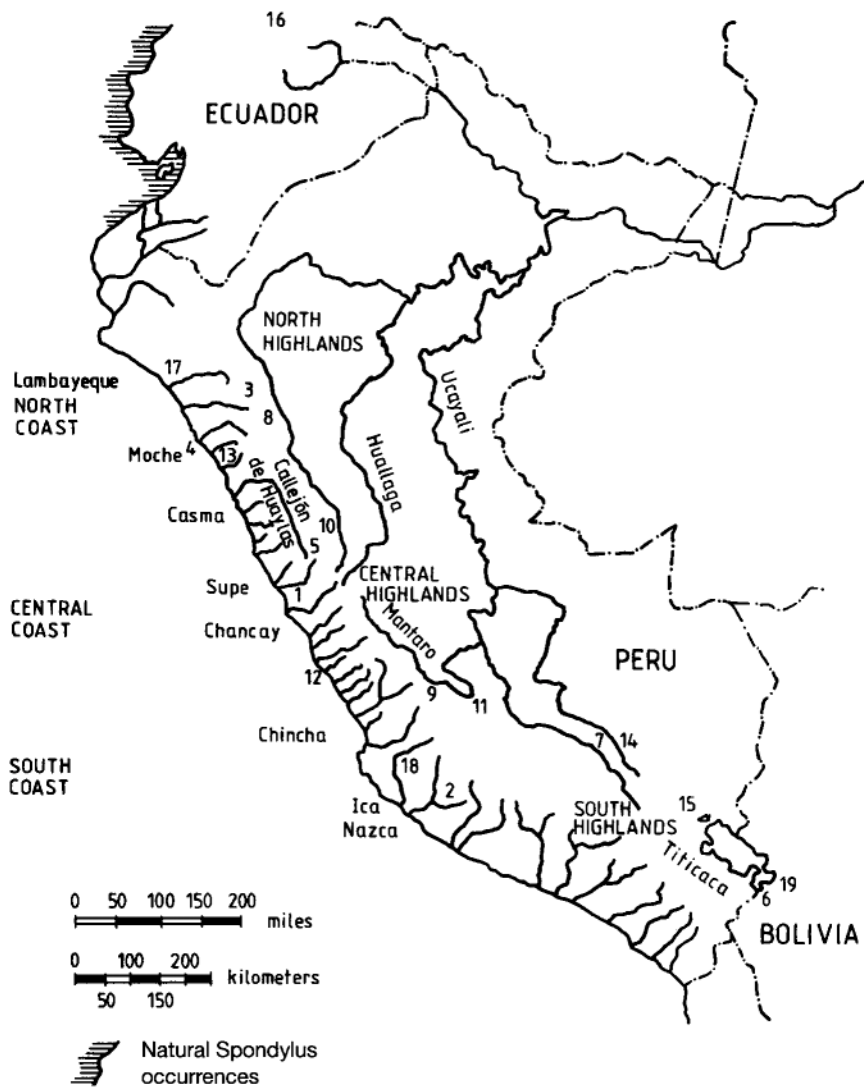 16
ECUADOR
NORTH
HIGHLANDS
17
Lambayeque
NORTH
COAST
3
8
Ucayali
Moche
4
13
Callejón
de Huaylas
Huallaga
Casma
10
5
Supe
1
CENTRAL
HIGHLANDS
CENTRAL
COAST
Chancay
Mantaro
PERU
12
9
11
Chincha
7
14
SOUTH
COAST
18
2
Ica
Nazca
SOUTH
HIGHLANDS
15
Titicaca
19
6
BOLIVIA
0 50 100 150 200
miles
0 100 200
kilometers
50 150
Natural Spondylus
occurrences